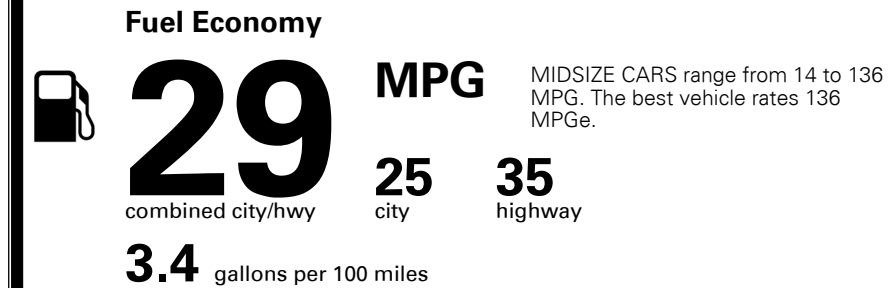 Fuel Economy
29
MPG
MIDSIZE CARS range from 14 to 136
MPG. The best vehicle rates 136
MPGe.
combined city/hwy
25
city
35
highway
3.4 gallons per 100 miles